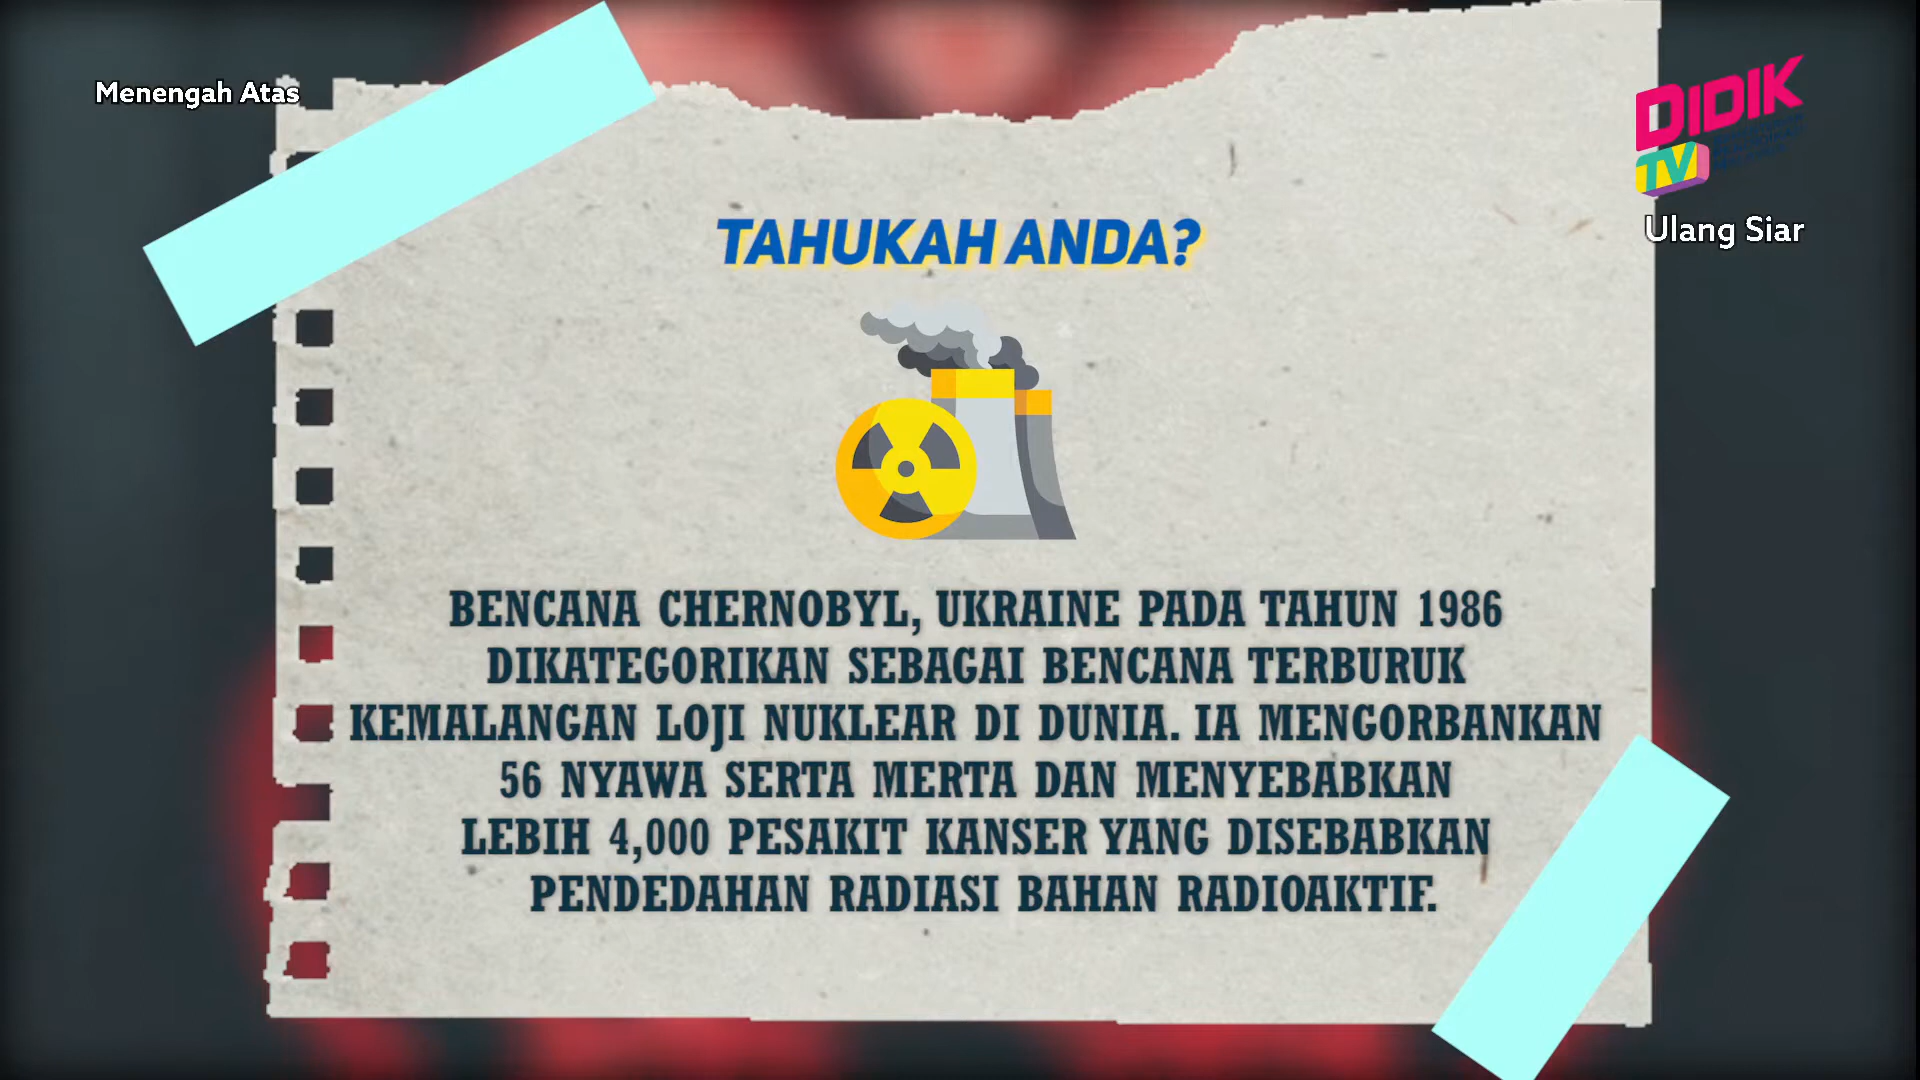 Menengah Atas
DIDIK
TV
Ulang Siar
TAHUKAH ANDA?
BENCANA CHERNOBYL, UKRAINE PADA TAHUN 1986
DIKATEGORIKAN SEBAGAI BENCANA TERBURUK
KEMALANGAN LOJI NUKLEAR DI DUNIA. IA MENGORBANKAN
56 NYAWA SERTA MERTA DAN MENYEBABKAN
LEBIH 4,000 PESAKIT KANSER YANG DISEBABKAN
PENDEDAHAN RADIASI BAHAN RADIOAKTIF.